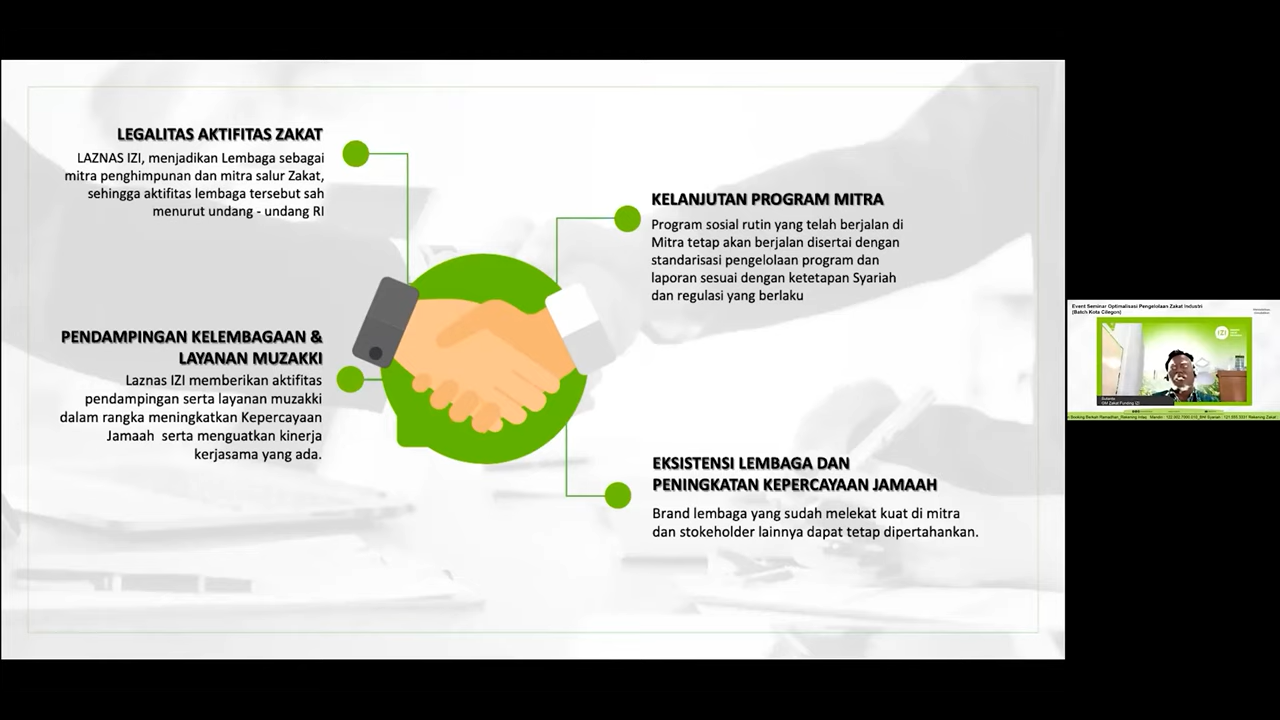 LEGALITAS AKTIFITAS ZAKAT
LAZNAS IZI, menjadikan Lembaga sebagai
mitra penghimpunan dan mitra salur Zakat,
sehingga aktifitas lembaga tersebut sah
menurut undang - undang RI
PENDAMPINGAN KELEMBAGAAN &
LAYANAN MUZAKKI
Laznas IZI memberikan aktifitas
pendampingan serta layanan muzakki
dalam rangka meningkatkan Kepercayaan
Jamaah serta menguatkan kinerja
kerjasama yang ada.
KELANJUTAN PROGRAM MITRA
Program sosial rutin yang telah berjalan di
Mitra tetap akan berjalan disertai dengan
standarisasi pengelolaan program dan
laporan sesuai dengan ketetapan Syariah
dan regulasi yang berlaku
EKSISTENSI LEMBAGA DAN
PENINGKATAN KEPERCAYAAN JAMAAH
Brand lembaga yang sudah melekat kuat di mitra
dan stokeholder lainnya dapat tetap dipertahankan.
Event Seminar Optimalisasi Pengelolaan Zakat Industri
(Batch Kota Cilegon)
IZI
GM Zakat Funding IZI